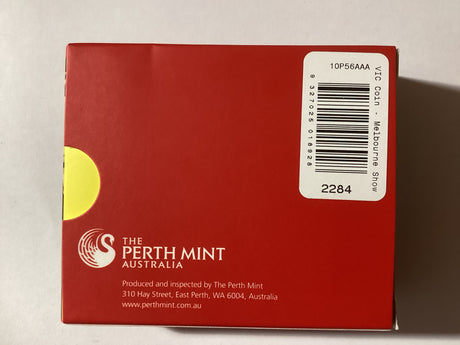 10P56AAA
VIC Coin - Melbourne Show
9 327025 018928
2284
THE
PERTH MINT
AUSTRALIA
Produced and inspected by The Perth Mint
310 Hay Street, East Perth, WA 6004, Australia
www.perthmint.com.au